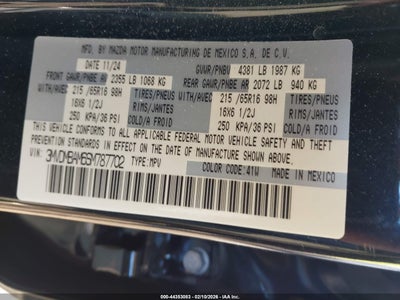 MFD. BY MAZDA MOTOR MANUFACTURING DE MEXICO S.A. DE C.V.
DATE 11/24 GVWR/PNBV 4381 LB 1987 KG
FRONT GAWR/PNBE AV 2355 LB 1068 KG REAR GAWR/PNBE AR 2072 LB 940 KG
WITH/AVEC 215/65R16 98H TIRES/PNEUS WITH/AVEC 215/65R16 98H TIRES/PNEUS
16X6 1/2J RIMS/JANTES 16X6 1/2J RIMS/JANTES
250 KPA/36 PSI COLD/A FROID 250 KPA/36 PSI COLD/A FROID
THIS VEHICLE CONFORMS TO ALL APPLICABLE FEDERAL MOTOR VEHICLE SAFETY AND THEFT
PREVENTION STANDARDS IN EFFECT ON THE DATE OF MANUFACTURE SHOWN ABOVE.
TYPE:MPV
COLOR CODE:41W MADE IN MEXICO
000-44353083 - 02/10/2026 - IAA Inc.